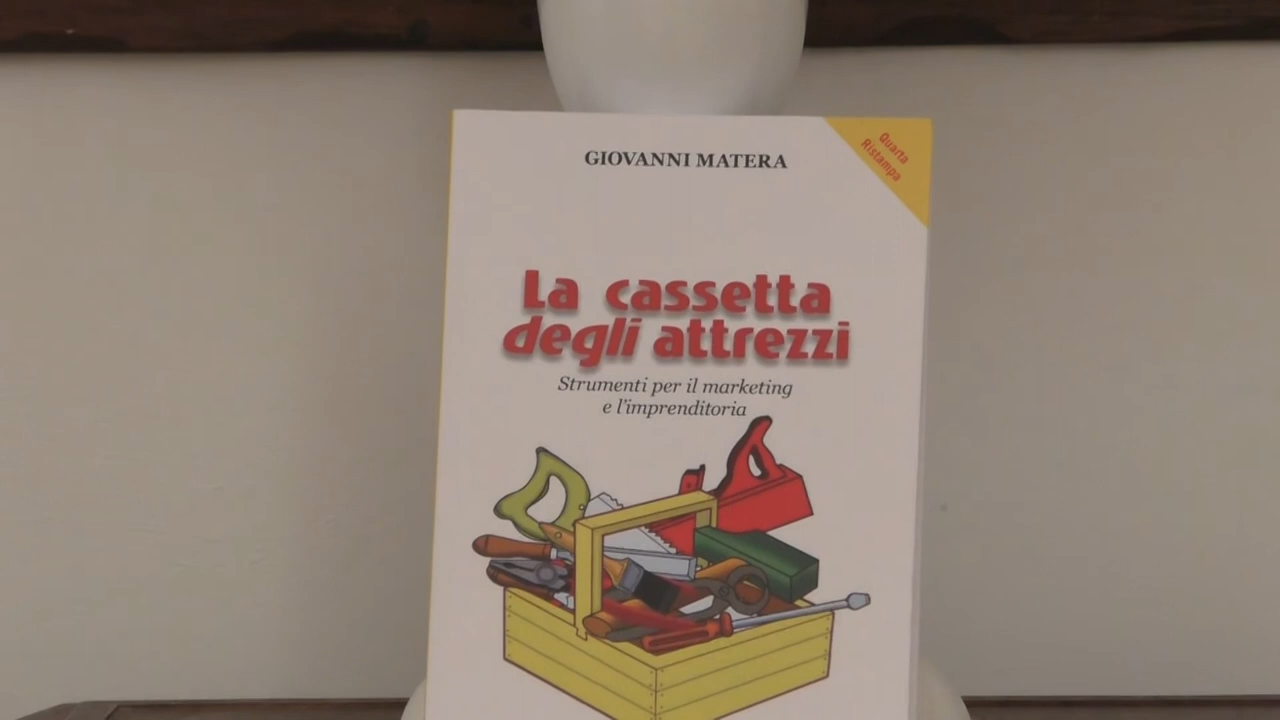 GIOVANNI MATERA
Quarta
Ristampa
La cassetta
degli attrezzi
Strumenti per il marketing
e l'imprenditoria